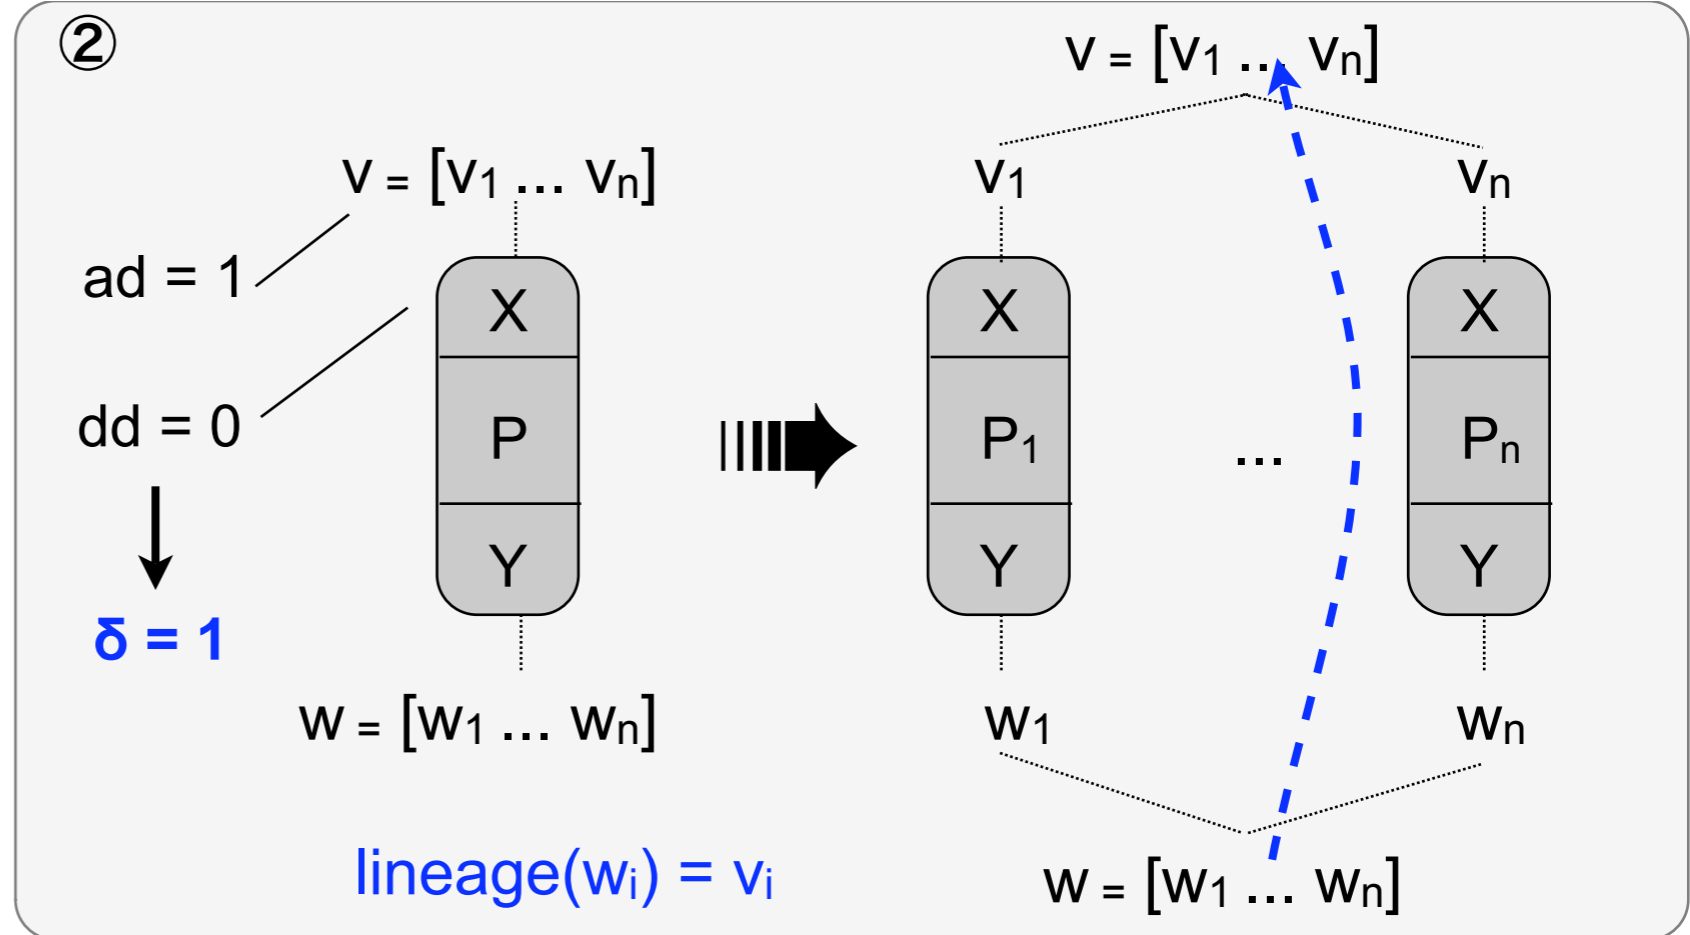 ②
v = [v1 ... vn]
ad = 1
dd = 0
δ = 1
X
P
Y
w = [w1 ... wn]
lineage(wi) = vi
v = [v1 ... vn]
v1
vn
X
P1
Y
...
X
Pn
Y
w1
wn
w = [w1 ... wn]